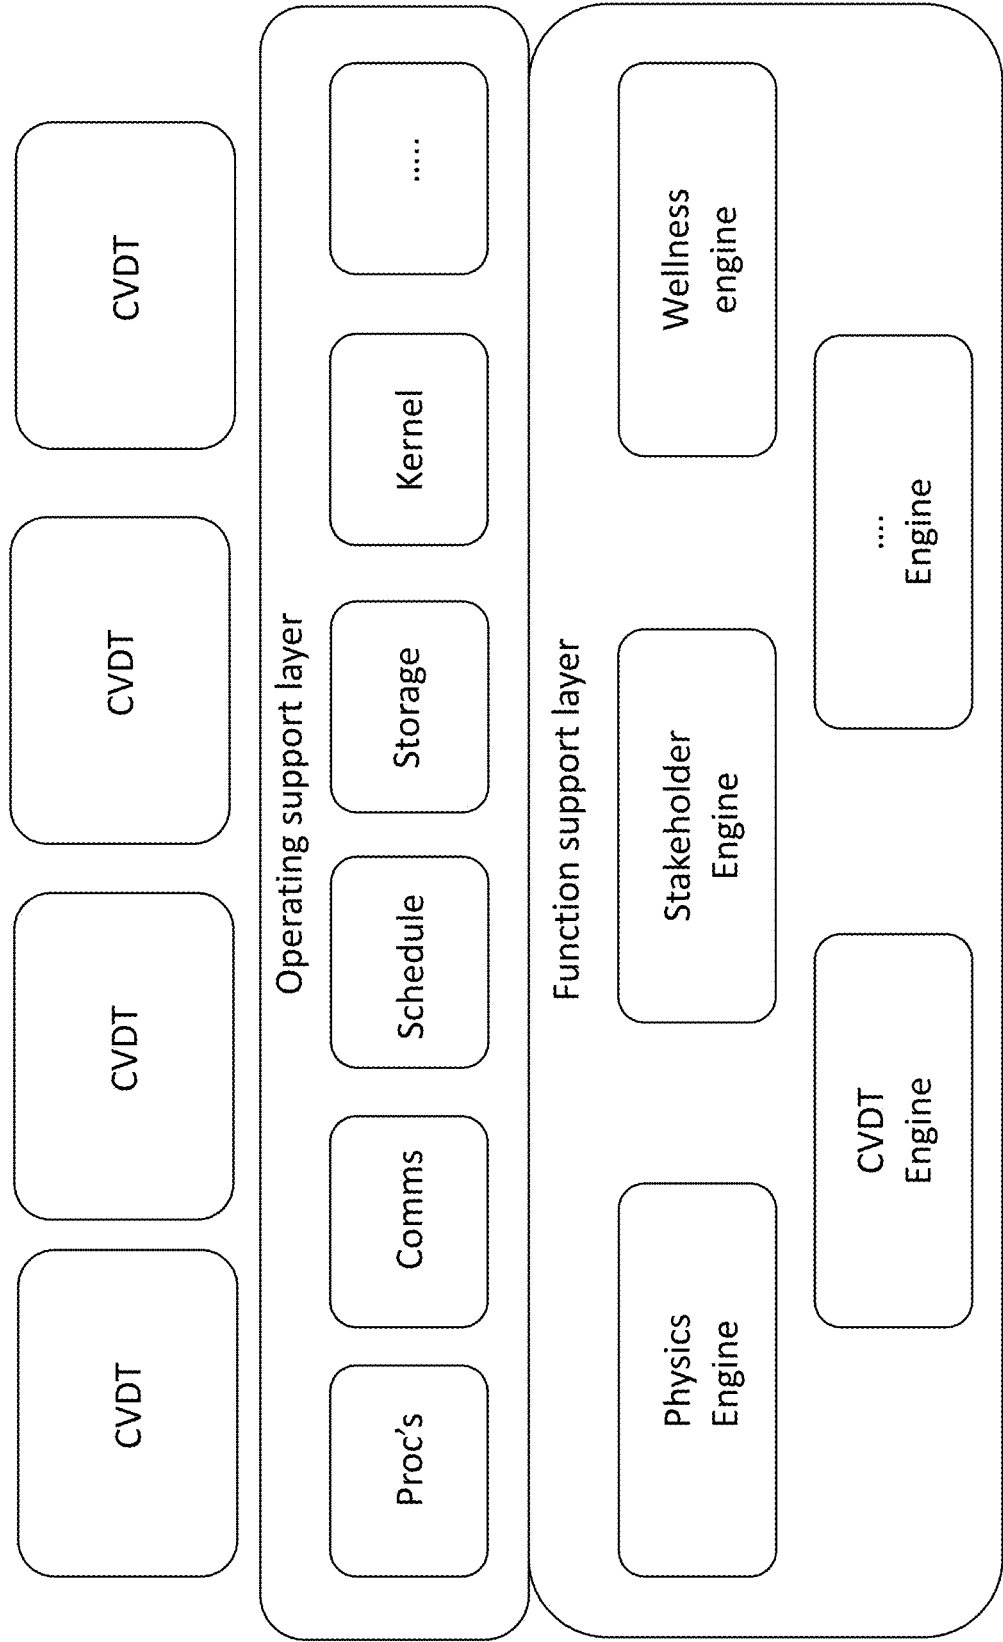 CVDT
CVDT
CVDT
CVDT
Operating support layer
Proc's
Comms
Schedule
Storage
Kernel
.....
Function support layer
Physics
Engine
Stakeholder
Engine
Wellness
engine
CVDT
Engine
....
Engine